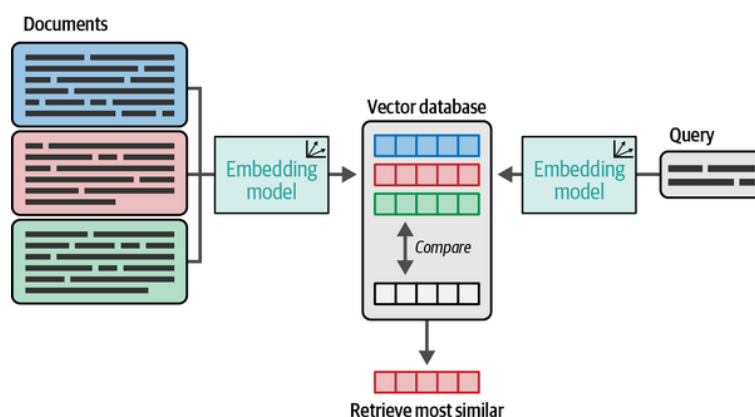 Documents
Vector database
Query
Embedding
model
Embedding
model
Compare
Retrieve most similar